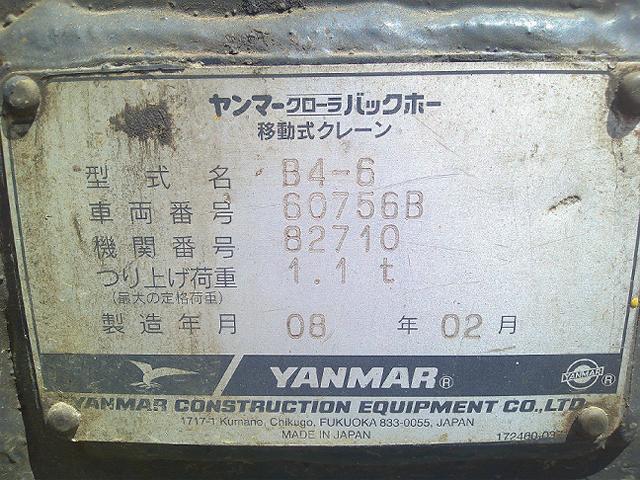 ヤンマークローラバックホー
移動式クレーン
型式名 B4-6
車両番号 60756B
機関番号 82710
つり上げ荷重 1.1 t
(最大の定格荷重)
製造年月 08 年 02 月
YANMAR®
YANMAR ®
YANMAR CONSTRUCTION EQUIPMENT CO.,LTD
1717-1 Kumano, Chikugo, FUKUOKA 833-0055, JAPAN
MADE IN JAPAN